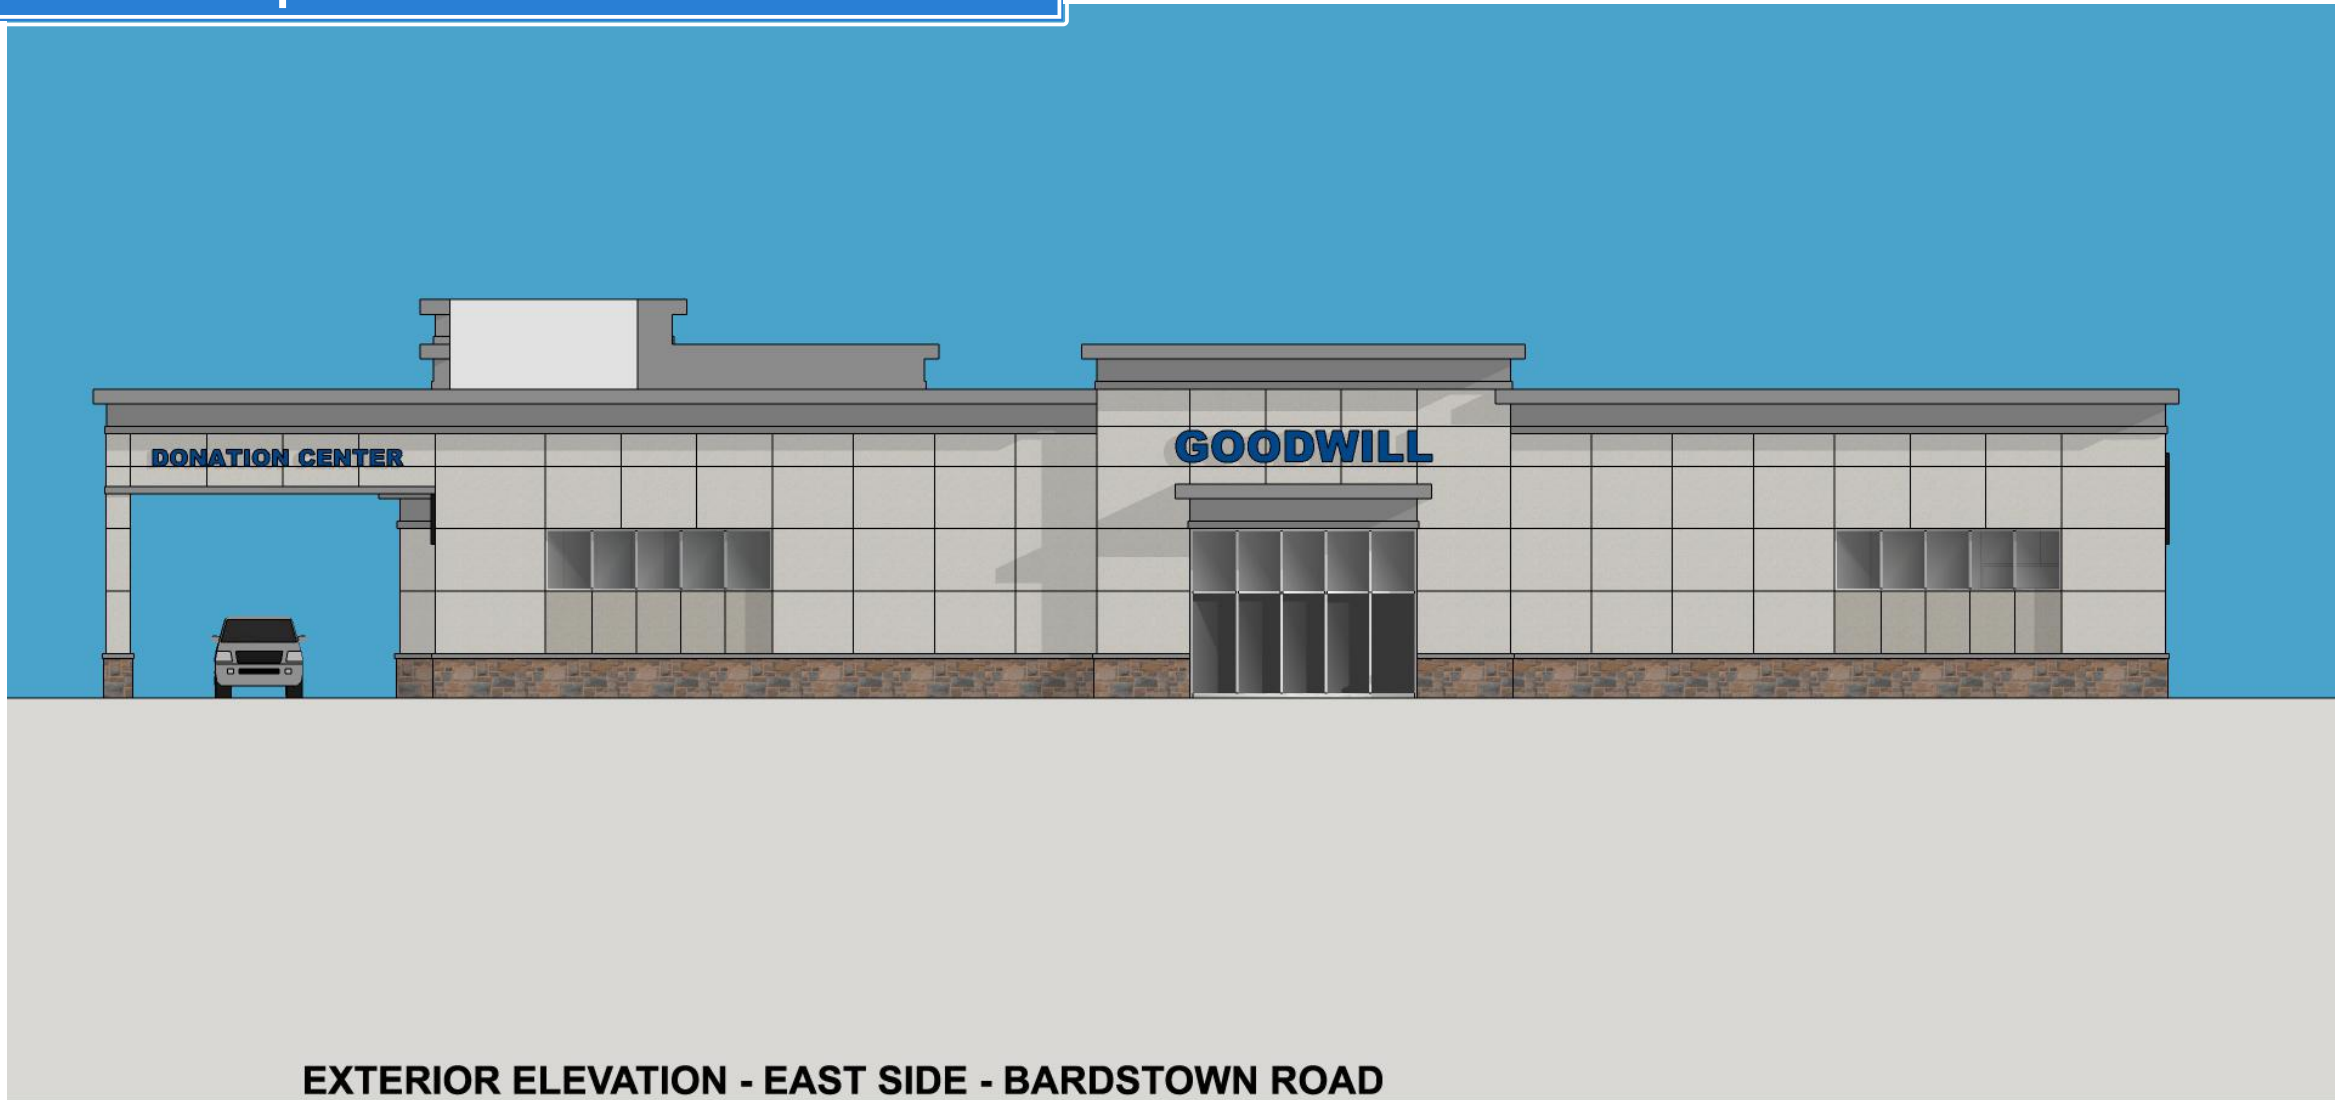 DONATION CENTER
GOODWILL
EXTERIOR ELEVATION - EAST SIDE - BARDSTOWN ROAD